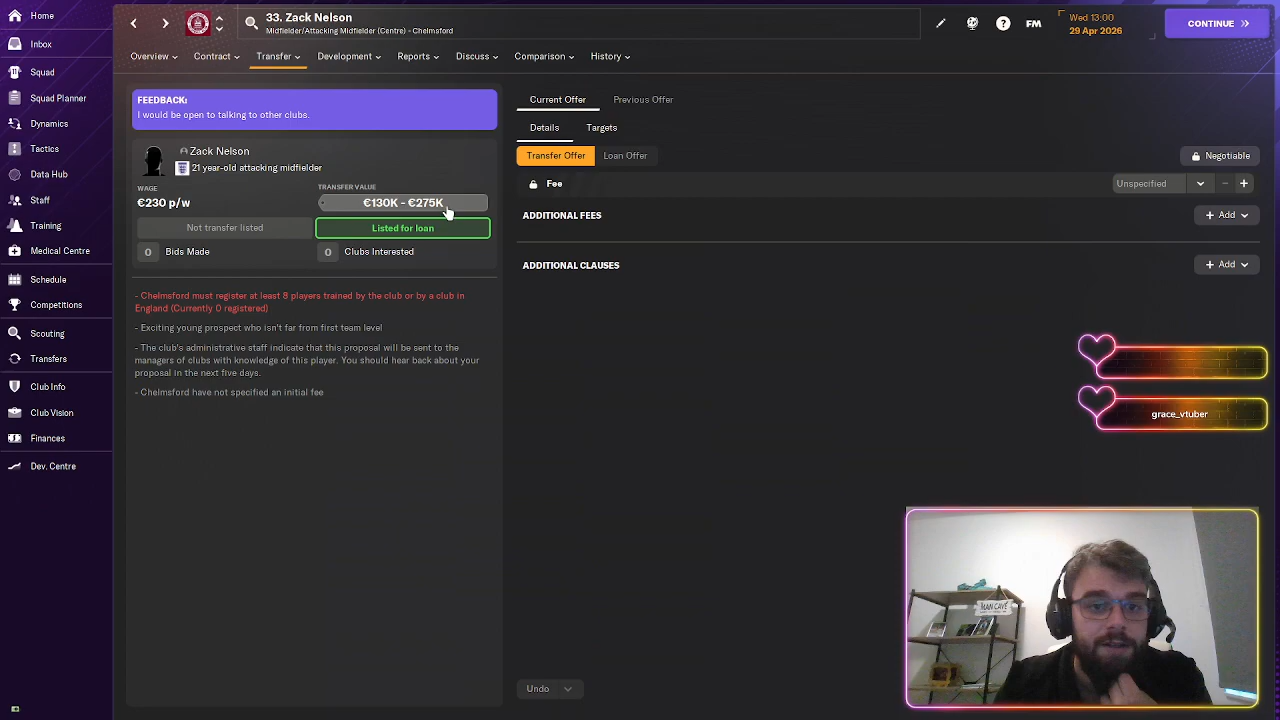 Home
Inbox
Squad
Squad Planner
Dynamics
Tactics
Data Hub
Staff
Training
Medical Centre
Schedule
Competitions
Scouting
Transfers
Club Info
Club Vision
Finances
Dev. Centre
33. Zack Nelson
Midfielder/Attacking Midfielder (Centre) - Chelmsford
FM
Wed 13:00
29 Apr 2026
CONTINUE
Overview
Contract
Transfer
Development
Reports
Discuss
Comparison
History
FEEDBACK:
I would be open to talking to other clubs.
Zack Nelson
21 year-old attacking midfielder
WAGE
TRANSFER VALUE
€230 p/w
€130K - €275K
Not transfer listed
Listed for loan
0 Bids Made
0 Clubs Interested
- Chelmsford must register at least 8 players trained by the club or by a club in
England (Currently 0 registered)
- Exciting young prospect who isn't far from first team level
- The club's administrative staff indicate that this proposal will be sent to the
managers of clubs with knowledge of this player. You should hear back about your
proposal in the next five days.
- Chelmsford have not specified an initial fee
Current Offer
Previous Offer
Details
Targets
Transfer Offer
Loan Offer
Negotiable
Fee
Unspecified
ADDITIONAL FEES
+ Add
ADDITIONAL CLAUSES
+ Add
Undo
grace_vtuber
MAN CAVE